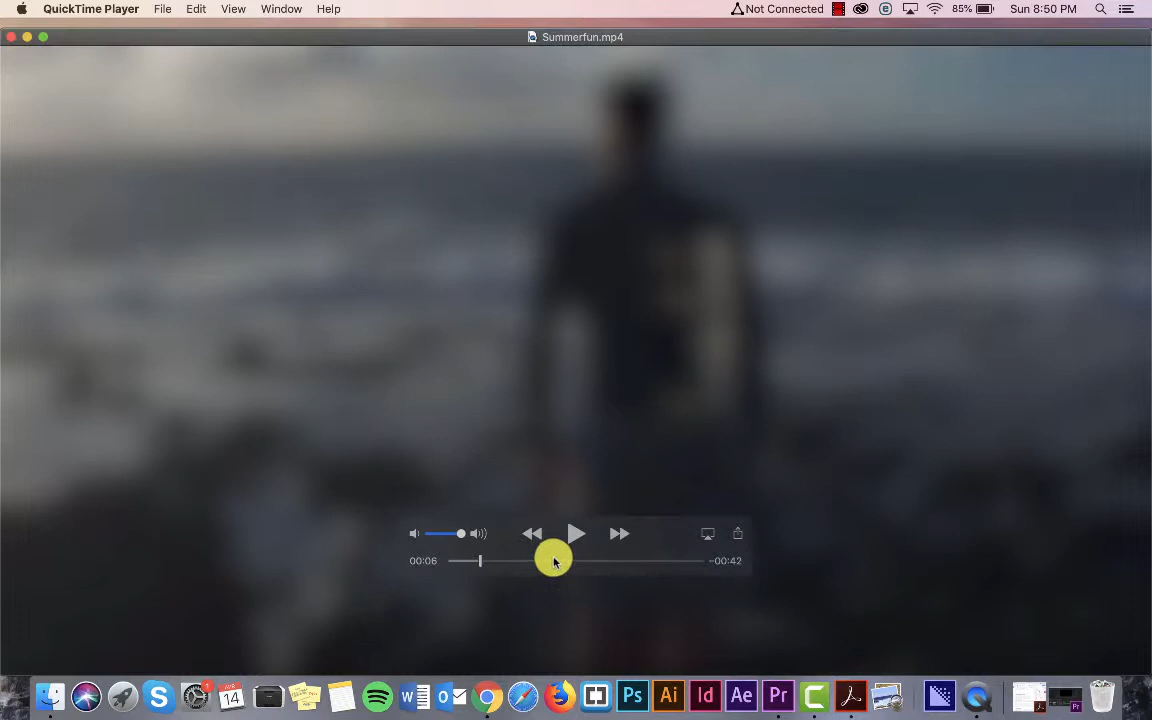 QuickTime Player File Edit View Window Help Not Connected 85% Sun 8:50 PM
Summerfun.mp4
00:06 -00:42
1
14
W
Ps Ai Id Ae Pr